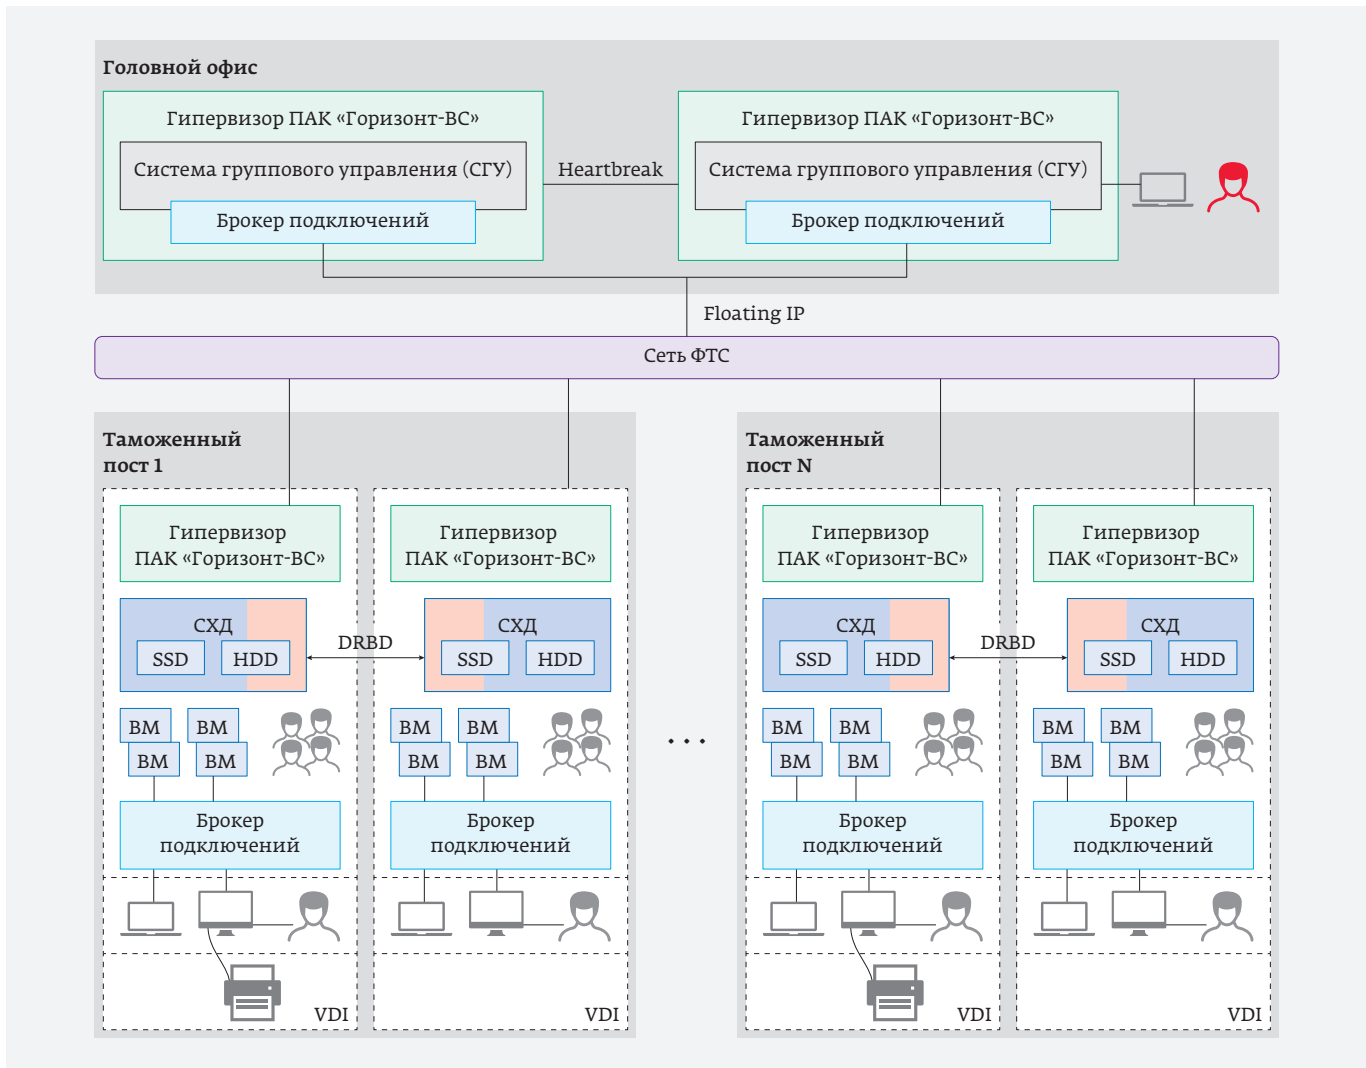 Головной офис
Гипервизор ПАК «Горизонт-ВС»
Система группового управления (СГУ)
Брокер подключений
Heartbreak
Гипервизор ПАК «Горизонт-ВС»
Система группового управления (СГУ)
Брокер подключений
Floating IP
Сеть ФТС
Таможенный
пост 1
Гипервизор
ПАК «Горизонт-ВС»
СХД
SSD
HDD
DRBD
ВМ
ВМ
ВМ
ВМ
Брокер
подключений
VDI
Гипервизор
ПАК «Горизонт-ВС»
СХД
SSD
HDD
ВМ
ВМ
ВМ
ВМ
Брокер
подключений
VDI
...
Таможенный
пост N
Гипервизор
ПАК «Горизонт-ВС»
СХД
SSD
HDD
DRBD
ВМ
ВМ
ВМ
ВМ
Брокер
подключений
VDI
Гипервизор
ПАК «Горизонт-ВС»
СХД
SSD
HDD
ВМ
ВМ
ВМ
ВМ
Брокер
подключений
VDI